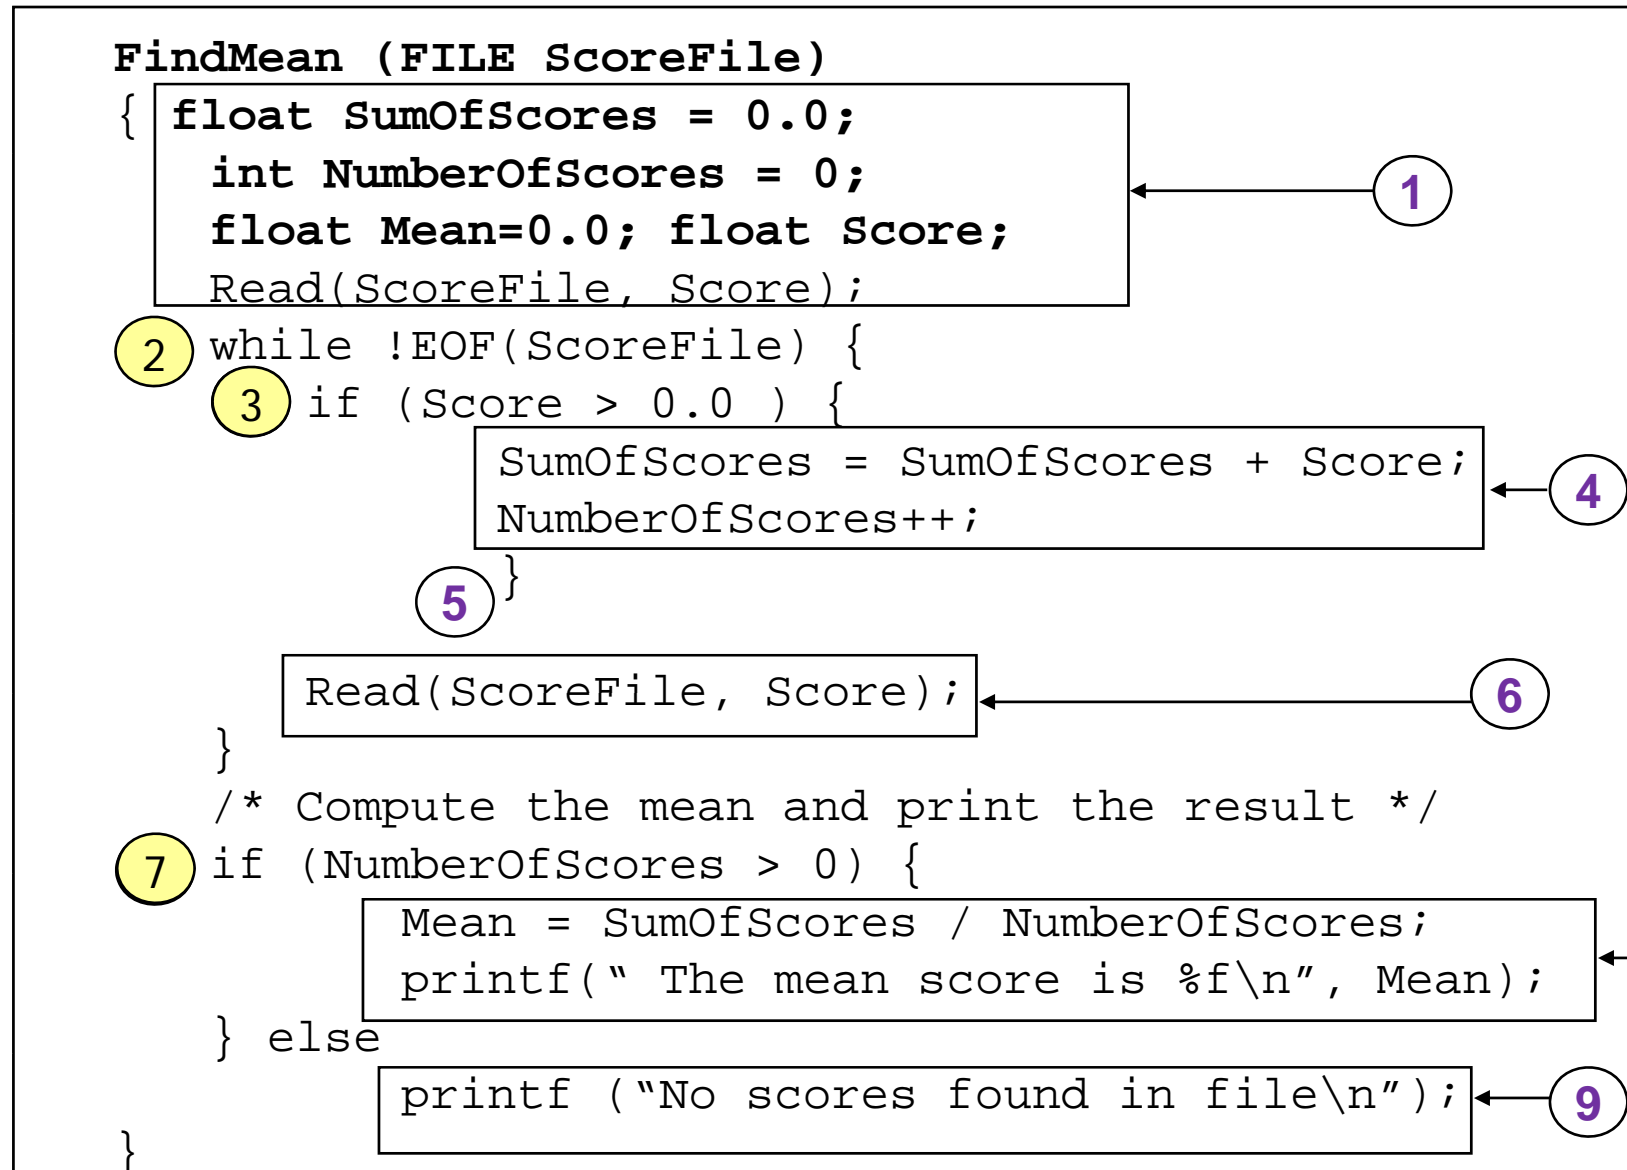 FindMean (FILE ScoreFile)
{ float SumOfScores = 0.0;
int NumberOfScores = 0;
1
float Mean=0.0; float Score;
Read(ScoreFile, Score);
2 while !EOF(ScoreFile) {
3 if (Score > 0.0 ) {
SumOfScores = SumOfScores + Score;
4
NumberOfScores++;
}
5
Read(ScoreFile, Score);
6
}
/* Compute the mean and print the result */
7 if (NumberOfScores > 0) {
Mean = SumOfScores / NumberOfScores;
printf(“ The mean score is %f\n”, Mean);
} else
printf (“No scores found in file\n”);
9
}